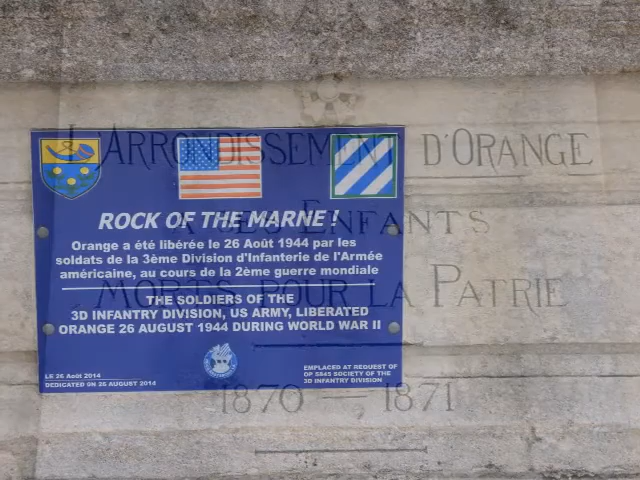 L'ARRONDISSEMENT D'ORANGE
A SES ENFANTS
MORTS POUR LA PATRIE
1870 — 1871
ROCK OF THE MARNE !
Orange a été libérée le 26 Août 1944 par les
soldats de la 3ème Division d'Infanterie de l'Armée
américaine, au cours de la 2ème guerre mondiale
THE SOLDIERS OF THE
3D INFANTRY DIVISION, US ARMY, LIBERATED
ORANGE 26 AUGUST 1944 DURING WORLD WAR II
LE 26 Août 2014
DEDICATED ON 26 AUGUST 2014
EMPLACED AT REQUEST OF
OP 5845 SOCIETY OF THE
3D INFANTRY DIVISION